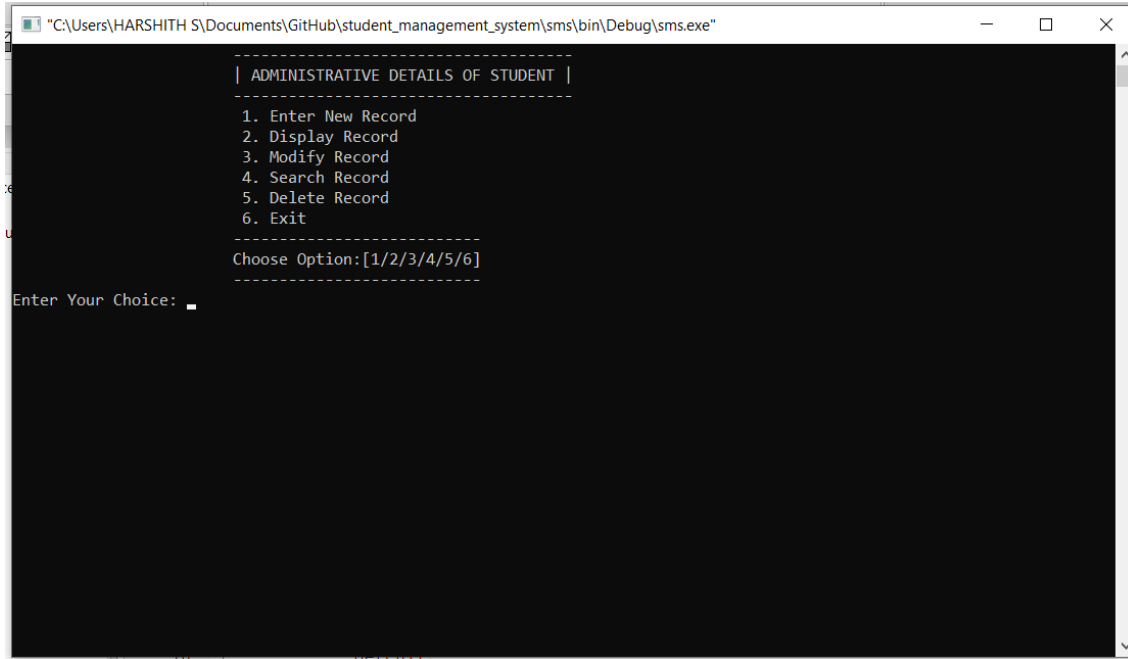 "C:\Users\HARSHITH S\Documents\GitHub\student_management_system\sms\bin\Debug\sms.exe"
-------------------------------------
| ADMINISTRATIVE DETAILS OF STUDENT |
-------------------------------------
1. Enter New Record
2. Display Record
3. Modify Record
4. Search Record
5. Delete Record
6. Exit
---------------------------
Choose Option:[1/2/3/4/5/6]
---------------------------
Enter Your Choice: